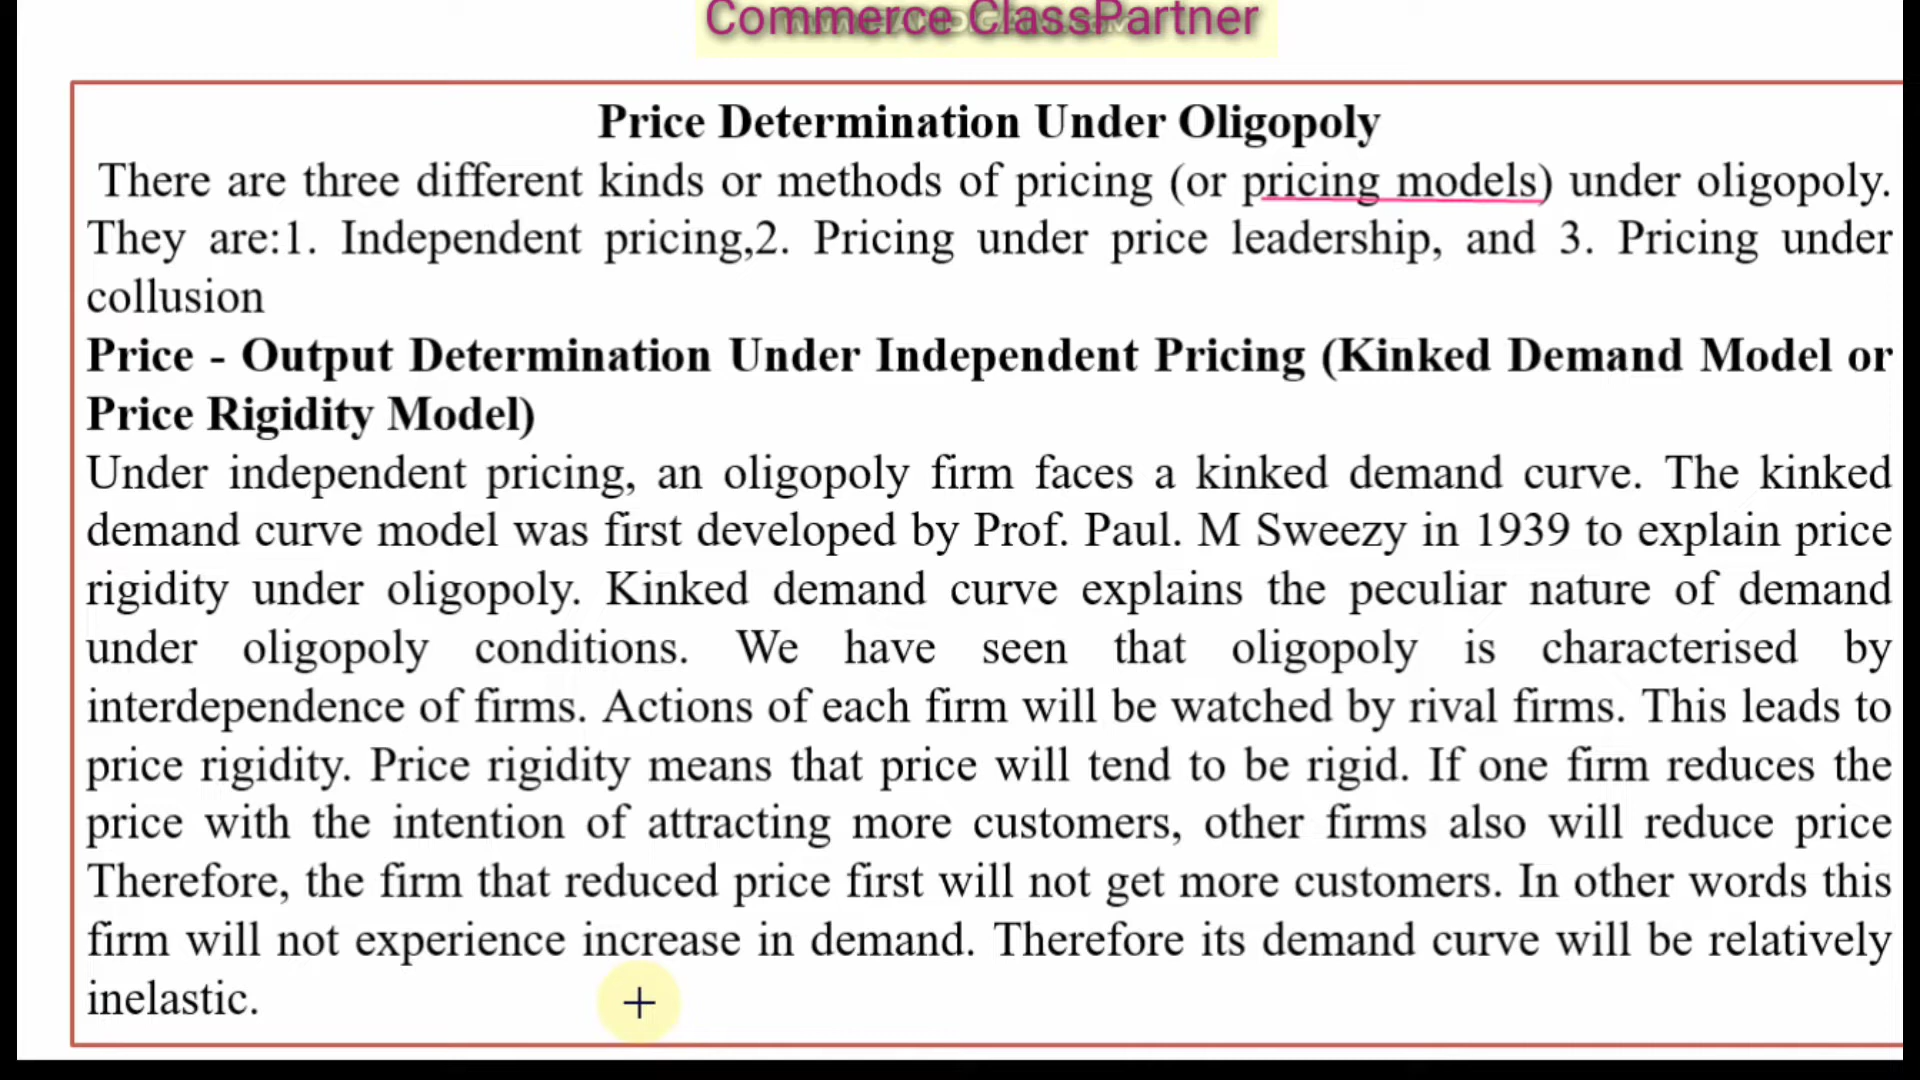 Commerce ClassPartner
Price Determination Under Oligopoly
There are three different kinds or methods of pricing (or pricing models) under oligopoly.
They are:1. Independent pricing,2. Pricing under price leadership, and 3. Pricing under
collusion
Price - Output Determination Under Independent Pricing (Kinked Demand Model or
Price Rigidity Model)
Under independent pricing, an oligopoly firm faces a kinked demand curve. The kinked
demand curve model was first developed by Prof. Paul. M Sweezy in 1939 to explain price
rigidity under oligopoly. Kinked demand curve explains the peculiar nature of demand
under oligopoly conditions. We have seen that oligopoly is characterised by
interdependence of firms. Actions of each firm will be watched by rival firms. This leads to
price rigidity. Price rigidity means that price will tend to be rigid. If one firm reduces the
price with the intention of attracting more customers, other firms also will reduce price
Therefore, the firm that reduced price first will not get more customers. In other words this
firm will not experience increase in demand. Therefore its demand curve will be relatively
inelastic.